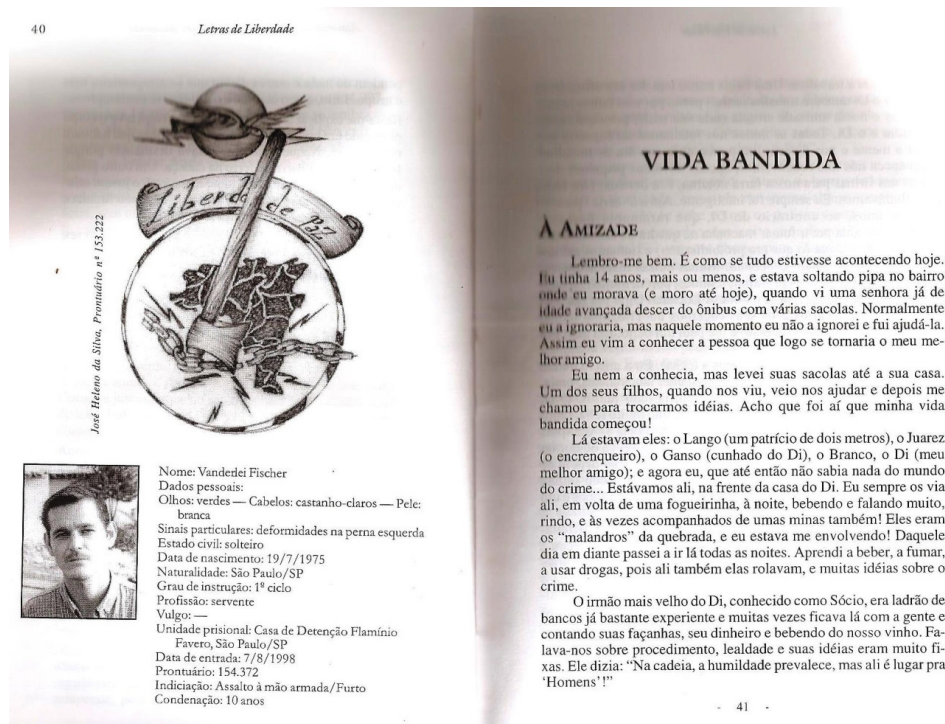 40
Letras de Liberdade
Liberdade Paz
José Heleno da Silva, Prontuário nº 153.222
N
Nome: Vanderlei Fischer
Dados pessoais:
Olhos: verdes — Cabelos: castanho-claros — Pele:
branca
Sinais particulares: deformidades na perna esquerda
Estado civil: solteiro
Data de nascimento: 19/7/1975
Naturalidade: São Paulo/SP
Grau de instrução: 1º ciclo
Profissão: servente
Vulgo: —
Unidade prisional: Casa de Detenção Flamínio
Favero, São Paulo/SP
Data de entrada: 7/8/1998
Prontuário: 154.372
Indiciação: Assalto à mão armada/Furto
Condenação: 10 anos
VIDA BANDIDA
À AMIZADE
Lembro-me bem. É como se tudo estivesse acontecendo hoje.
Eu tinha 14 anos, mais ou menos, e estava soltando pipa no bairro
onde eu morava (e moro até hoje), quando vi uma senhora já de
idade avançada descer do ônibus com várias sacolas. Normalmente
eu a ignoraria, mas naquele momento eu não a ignorei e fui ajudá-la.
Assim eu vim a conhecer a pessoa que logo se tornaria o meu me-
lhor amigo.
Eu nem a conhecia, mas levei suas sacolas até a sua casa.
Um dos seus filhos, quando nos viu, veio nos ajudar e depois me
chamou para trocarmos idéias. Acho que foi aí que minha vida
bandida começou!
Lá estavam eles: o Lango (um patrício de dois metros), o Juarez
(o encrenqueiro), o Ganso (cunhado do Di), o Branco, o Di (meu
melhor amigo); e agora eu, que até então não sabia nada do mundo
do crime... Estávamos ali, na frente da casa do Di. Eu sempre os via
ali, em volta de uma fogueirinha, à noite, bebendo e falando muito,
rindo, e às vezes acompanhados de umas minas também! Eles eram
os “malandros” da quebrada, e eu estava me envolvendo! Daquele
dia em diante passei a ir lá todas as noites. Aprendi a beber, a fumar,
a usar drogas, pois ali também elas rolavam, e muitas idéias sobre o
crime.
O irmão mais velho do Di, conhecido como Sócio, era ladrão de
bancos já bastante experiente e muitas vezes ficava lá com a gente e
contando suas façanhas, seu dinheiro e bebendo do nosso vinho. Fa-
lava-nos sobre procedimento, lealdade e suas idéias eram muito fi-
xas. Ele dizia: “Na cadeia, a humildade prevalece, mas ali é lugar pra
‘Homens’!”
- 41 -